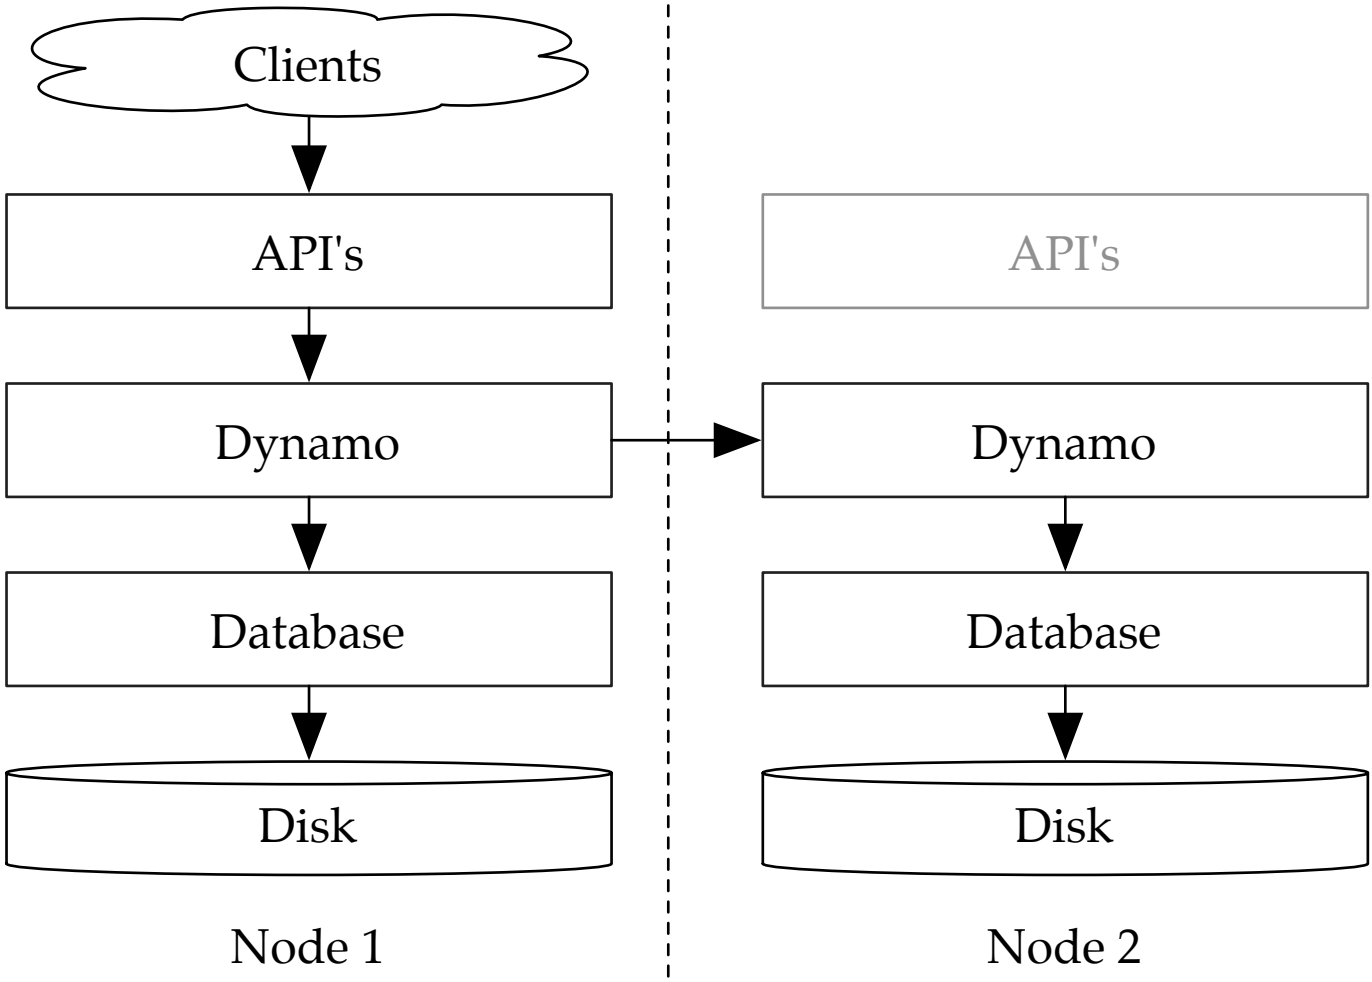 Clients
API's
API's
Dynamo
Dynamo
Database
Database
Disk
Disk
Node 1
Node 2